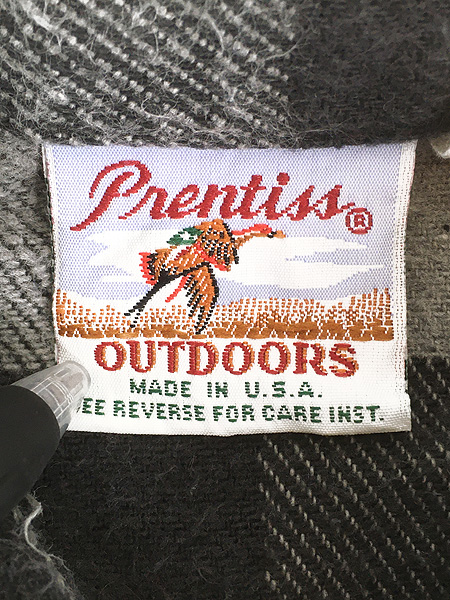 Prentiss®
OUTDOORS
MADE IN U.S.A.
EE REVERSE FOR CARE INST.